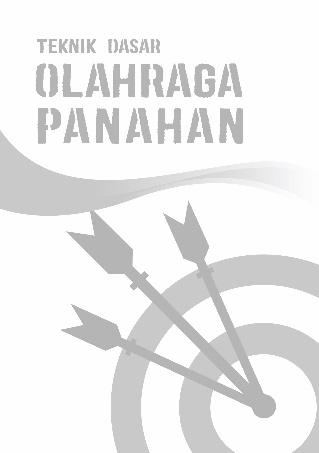 TEKNIK DASAR
OLAHRAGA
PANAHAN